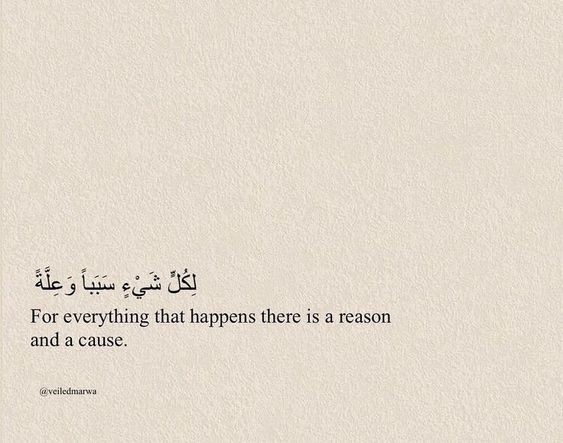 لِكُلِّ شَيْءٍ سَبَباً وَعِلَّةً
For everything that happens there is a reason
and a cause.
@veiledmarwa